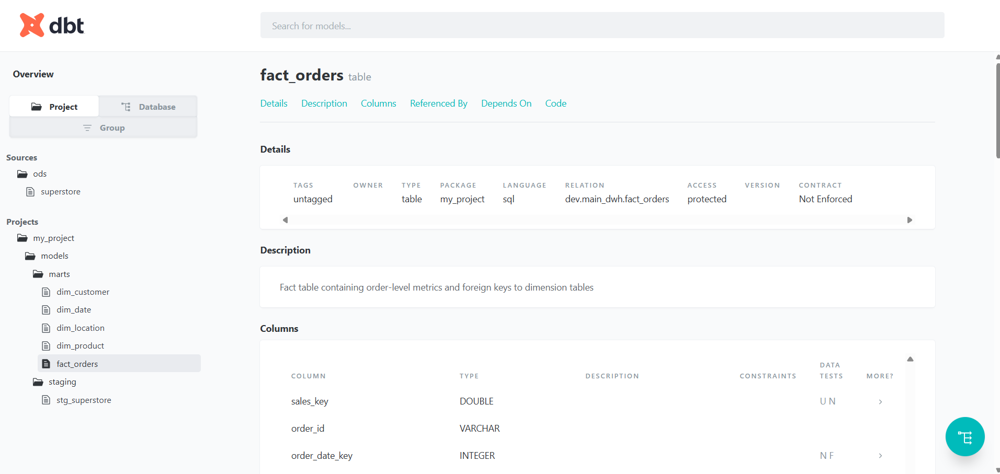 dbt
Search for models...
Overview
Project
Database
Group
Sources
ods
superstore
Projects
my_project
models
marts
dim_customer
dim_date
dim_location
dim_product
fact_orders
staging
stg_superstore
fact_orders table
Details Description Columns Referenced By Depends On Code
Details
TAGS OWNER TYPE PACKAGE LANGUAGE RELATION ACCESS VERSION CONTRACT
untagged table my_project sql dev.main_dwh.fact_orders protected Not Enforced
Description
Fact table containing order-level metrics and foreign keys to dimension tables
Columns
COLUMN TYPE DESCRIPTION CONSTRAINTS DATA TESTS MORE?
sales_key DOUBLE U N
order_id VARCHAR
order_date_key INTEGER N F